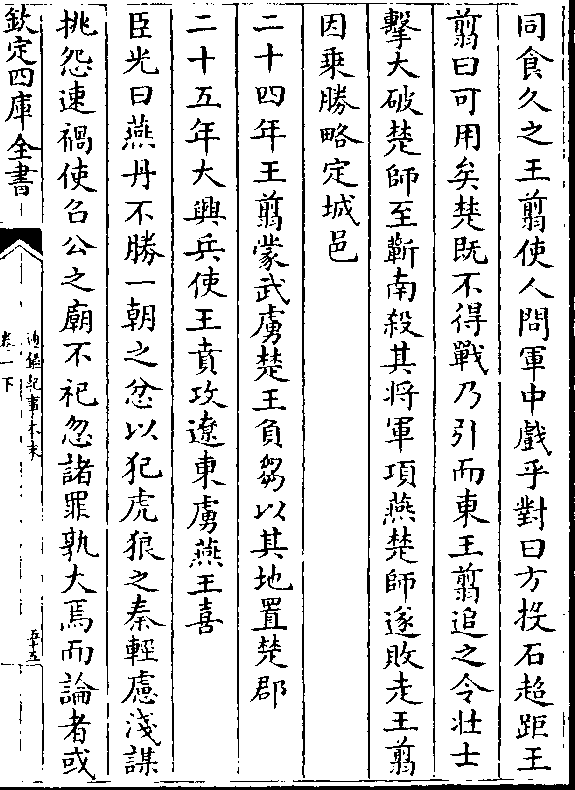 同食久之王翦使人問軍中戲乎對曰方投石超距王
翦曰可用矣楚既不得戰乃引而東王翦追之令壯士
擊大破楚師至蘄南殺其将軍項燕楚師遂敗走王翦
因乗勝略定城邑
二十四年王翦蒙武虜楚王負芻以其地置楚郡
二十五年大興兵使王賁攻遼東虜燕王喜
臣光曰燕丹不勝一朝之忿以犯虎狼之秦輕慮淺謀
挑怨速禍使召公之廟不祀忽諸罪孰大焉而論者或
欽定四庫全書
通鑑紀事本末
卷一下
五十五